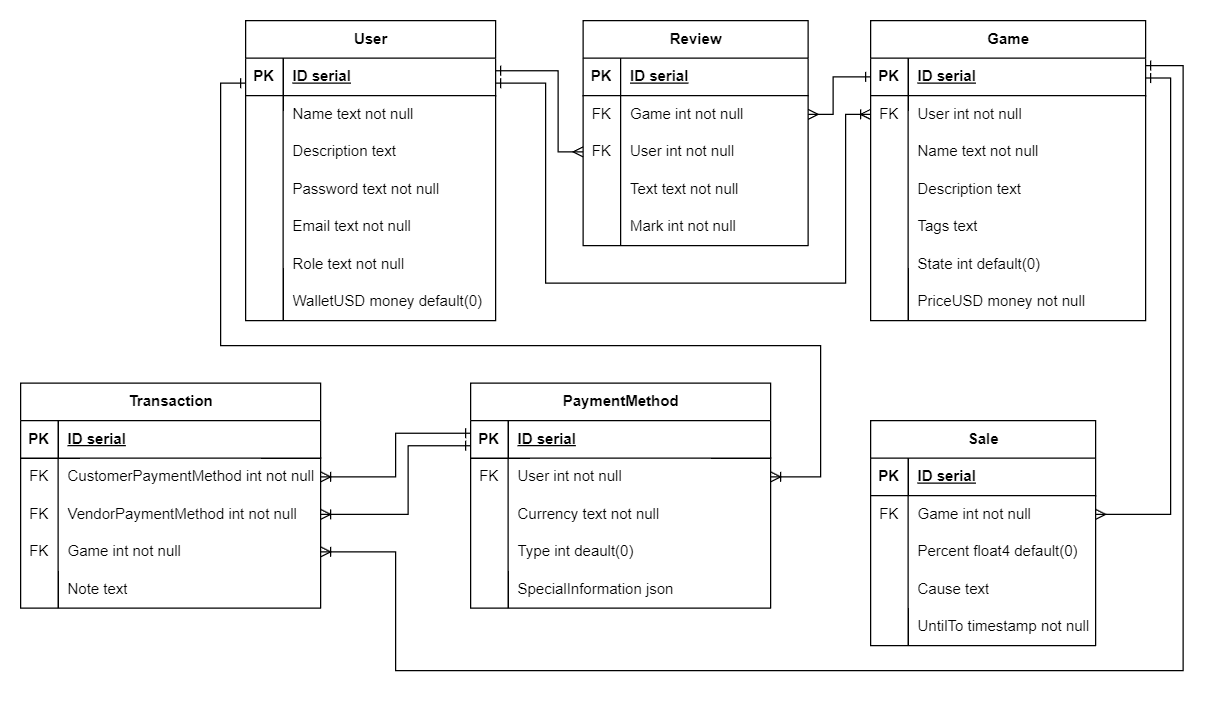 User
PK ID serial
Name text not null
Description text
Password text not null
Email text not null
Role text not null
WalletUSD money default(0)
Review
PK ID serial
FK Game int not null
FK User int not null
Text text not null
Mark int not null
Game
PK ID serial
FK User int not null
Name text not null
Description text
Tags text
State int default(0)
PriceUSD money not null
Transaction
PK ID serial
FK CustomerPaymentMethod int not null
FK VendorPaymentMethod int not null
FK Game int not null
Note text
PaymentMethod
PK ID serial
FK User int not null
Currency text not null
Type int deault(0)
SpecialInformation json
Sale
PK ID serial
FK Game int not null
Percent float4 default(0)
Cause text
UntilTo timestamp not null